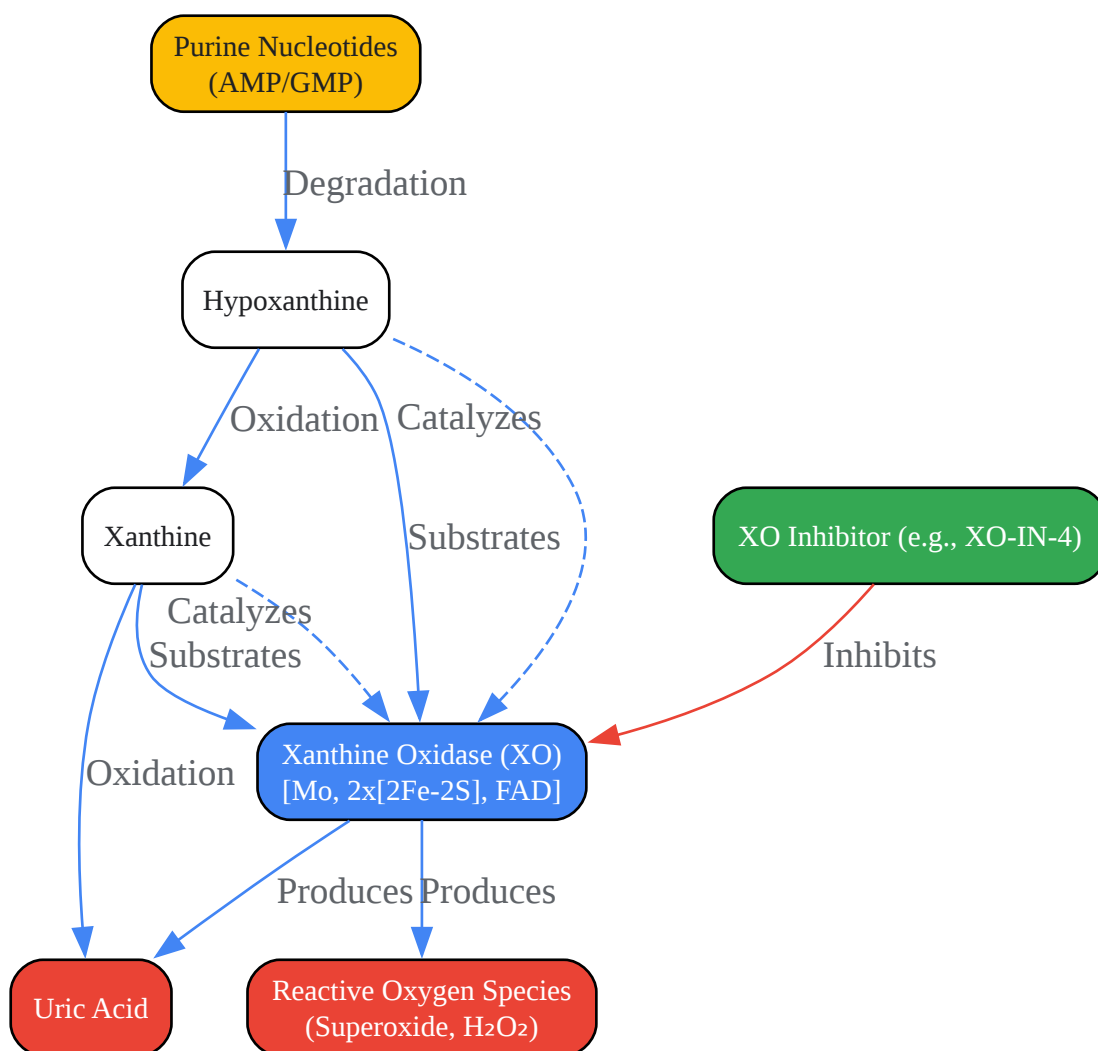 Purine Nucleotides
(AMP/GMP)
Degradation
Hypoxanthine
Oxidation
Catalyzes
Substrates
Xanthine
XO Inhibitor (e.g., XO-IN-4)
Catalyzes
Substrates
Inhibits
Xanthine Oxidase (XO)
[Mo, 2x[2Fe-2S], FAD]
Oxidation
Produces
Produces
Uric Acid
Reactive Oxygen Species
(Superoxide, H₂O₂)